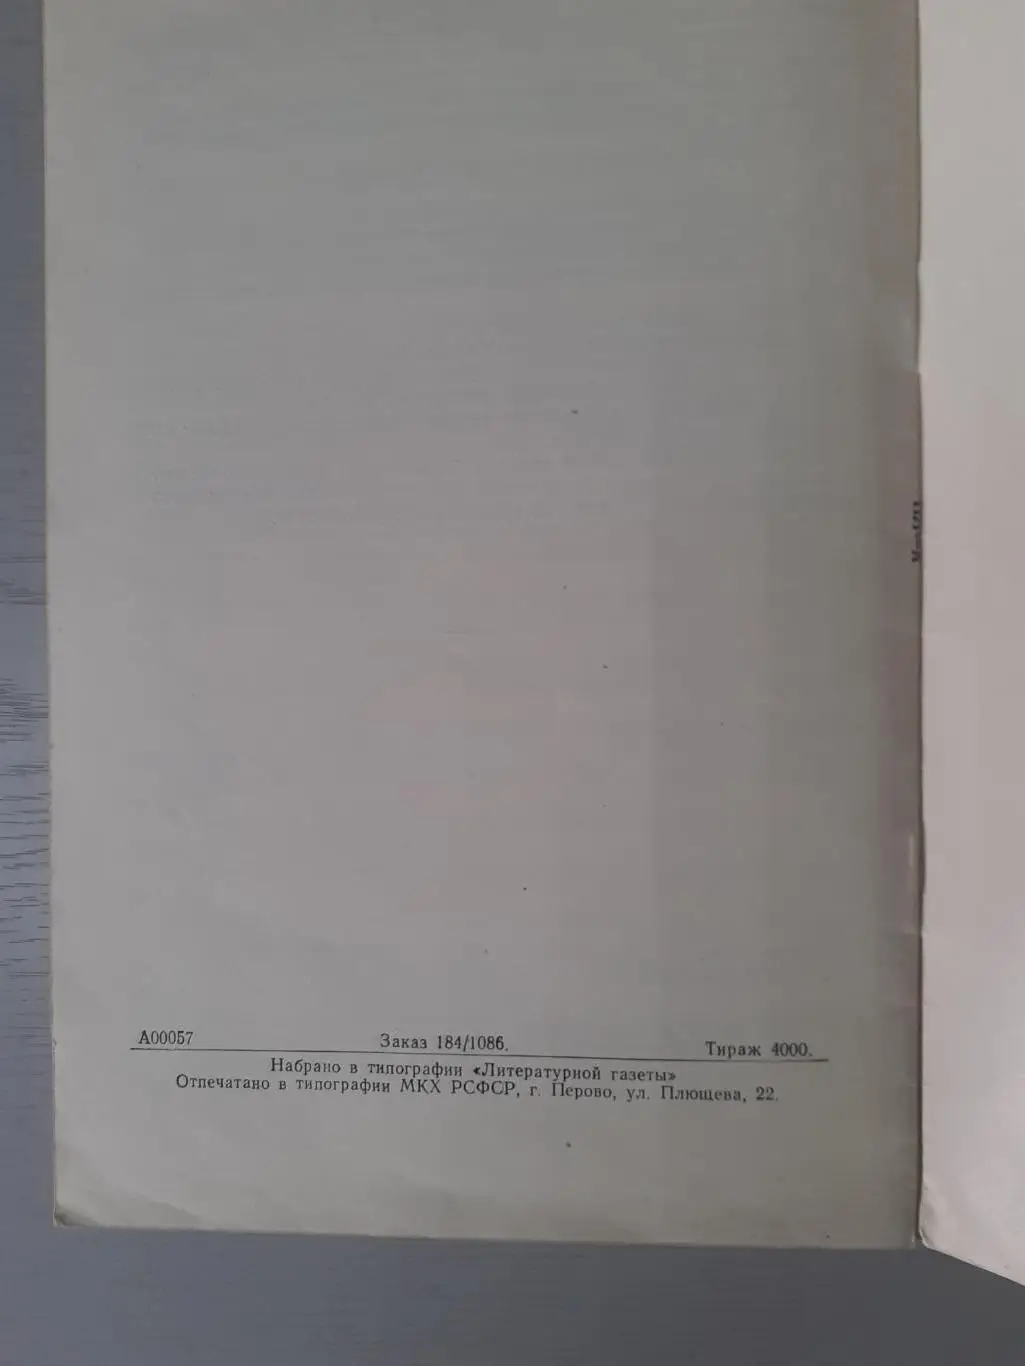 А00057 Заказ 184/1086. Тираж 4000.
Набрано в типографии «Литературной газеты»
Отпечатано в типографии МКХ РСФСР, г. Перово, ул. Плющева, 22.